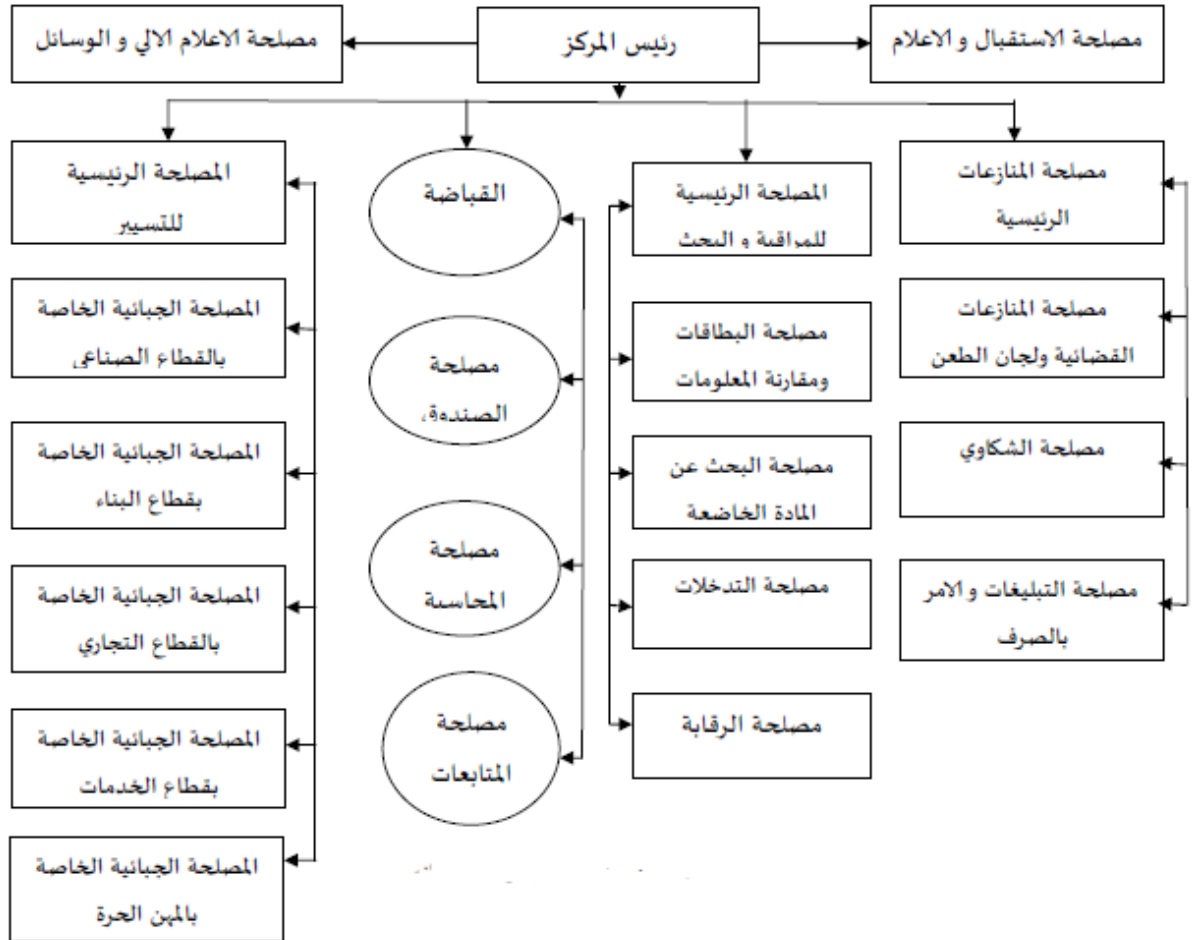 مصلحة الاستقبال و الاعلام
رئيس المركز
مصلحة الاعلام الالي و الوسائل
مصلحة المنازعات
الرئيسية
مصلحة المنازعات
القضائية ولجان الطعن
مصلحة الشكاوي
مصلحة التبليغات و الامر
بالصرف
المصلحة الرئيسية
للمراقبة و البحث
مصلحة البطاقات
ومقارنة المعلومات
مصلحة البحث عن
المادة الخاضعة
مصلحة التدخلات
مصلحة الرقابة
القباضة
مصلحة
الصندوق
مصلحة
المحاسبة
مصلحة
المتابعات
المصلحة الرئيسية
للتسيير
المصلحة الجبائية الخاصة
بالقطاع الصناعي
المصلحة الجبائية الخاصة
بقطاع البناء
المصلحة الجبائية الخاصة
بالقطاع التجاري
المصلحة الجبائية الخاصة
بقطاع الخدمات
المصلحة الجبائية الخاصة
بالمهن الحرة